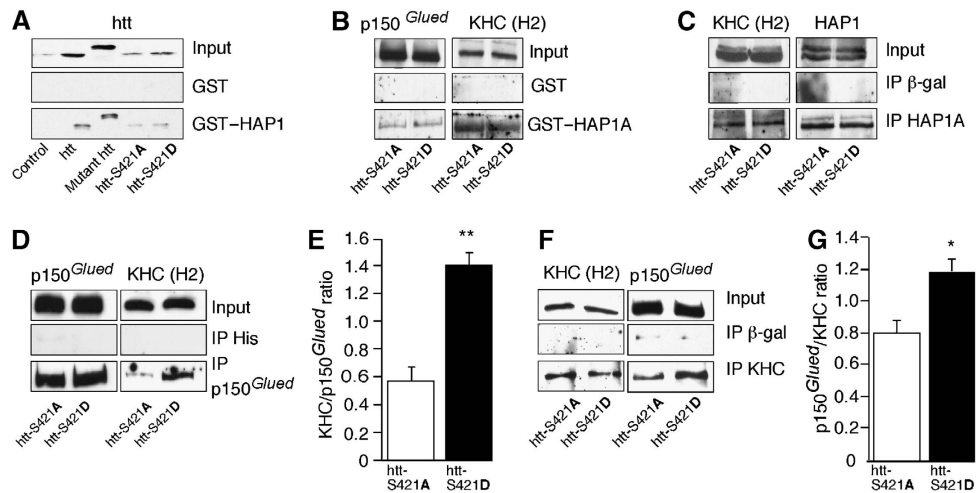 A
htt
Input
GST
GST–HAP1
Control
htt
Mutant htt
htt-S421A
htt-S421D
B
p150 Glued KHC (H2)
Input
GST
GST–HAP1A
htt-S421A
htt-S421D
htt-S421A
htt-S421D
C
KHC (H2) HAP1
Input
IP β-gal
IP HAP1A
htt-S421A
htt-S421D
htt-S421A
htt-S421D
D
p150Glued KHC (H2)
Input
IP His
IP
p150Glued
htt-S421A
htt-S421D
htt-S421A
htt-S421D
E
KHC/p150Glued ratio
1.6
1.4
1.2
1.0
0.8
0.6
0.4
0.2
0
**
htt-
S421A
htt-
S421D
F
KHC (H2) p150Glued
Input
IP β-gal
IP KHC
htt-S421A
htt-S421D
htt-S421A
htt-S421D
G
p150Glued/KHC ratio
1.4
1.2
1.0
0.8
0.6
0.4
0.2
0
*
htt-
S421A
htt-
S421D